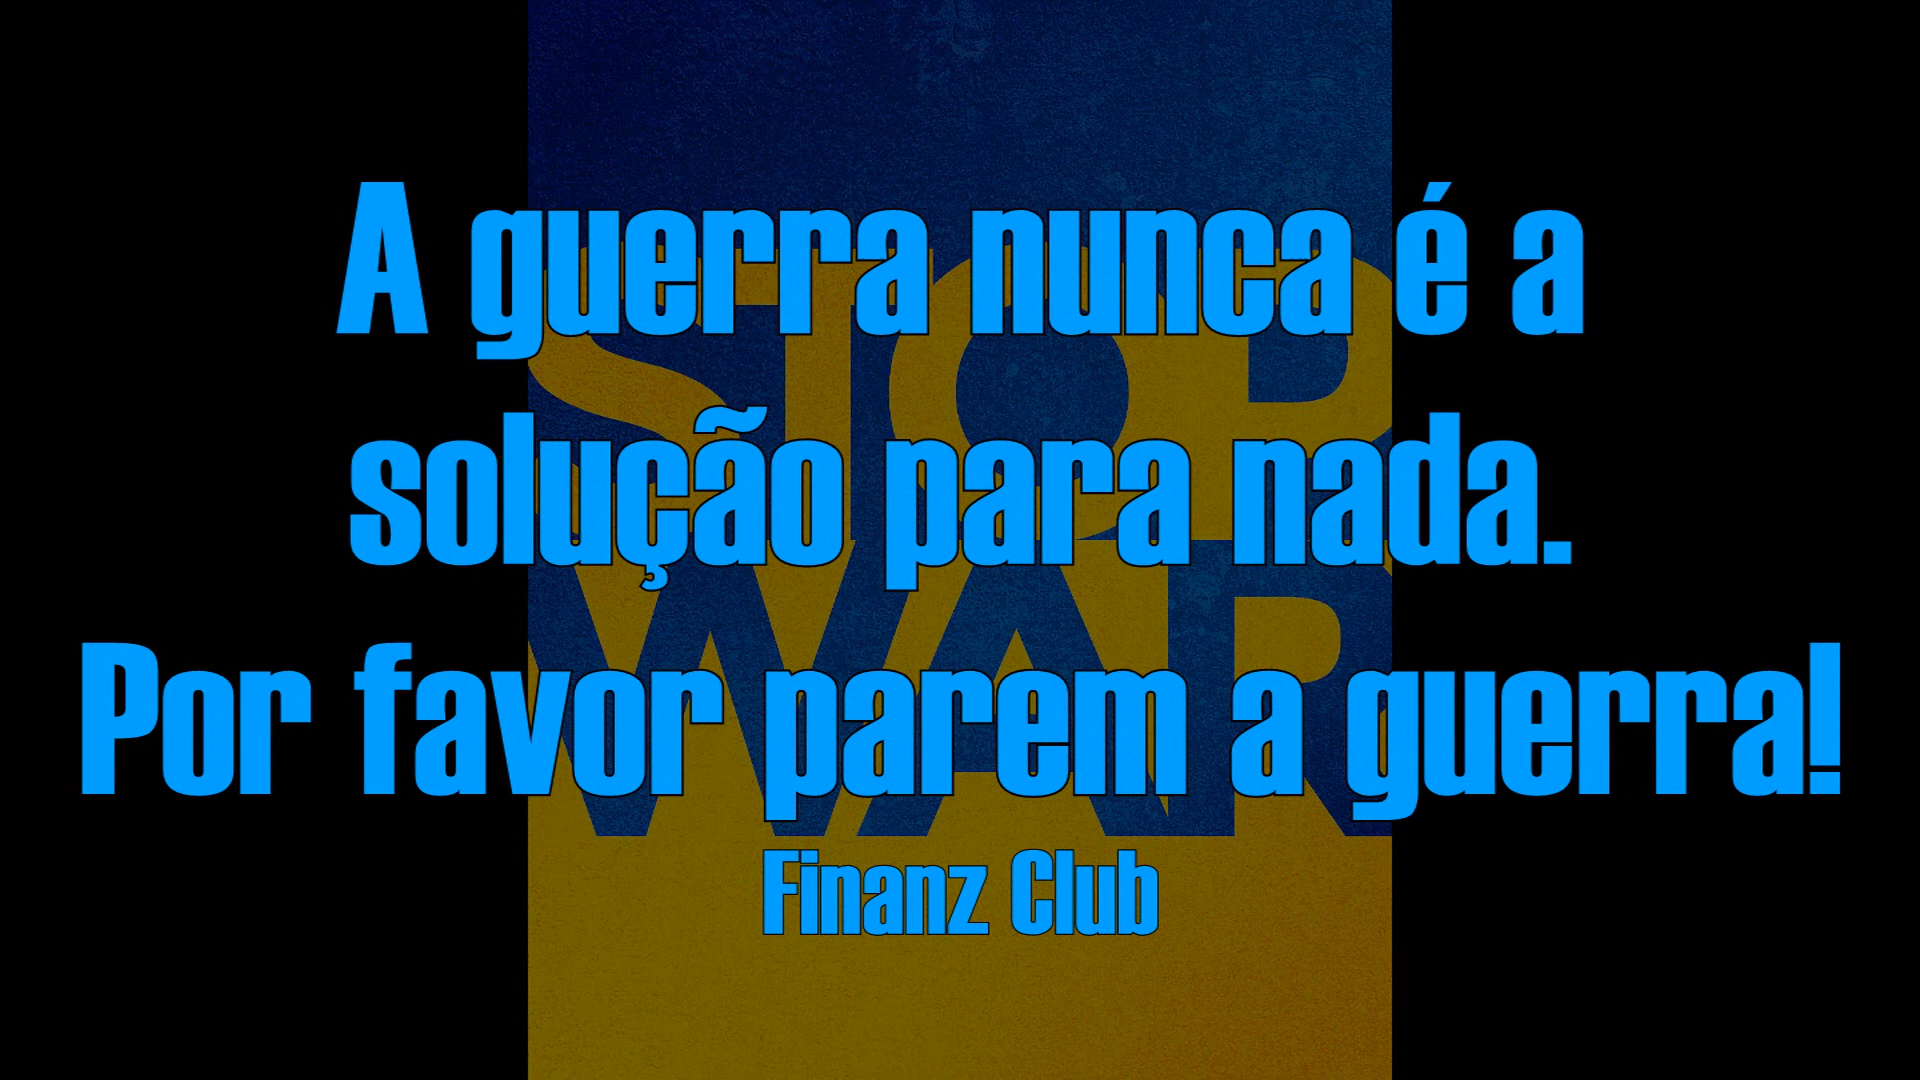 A guerra nunca é a
solução para nada.
Por favor parem a guerra!
Finanz Club
STOP
WAR